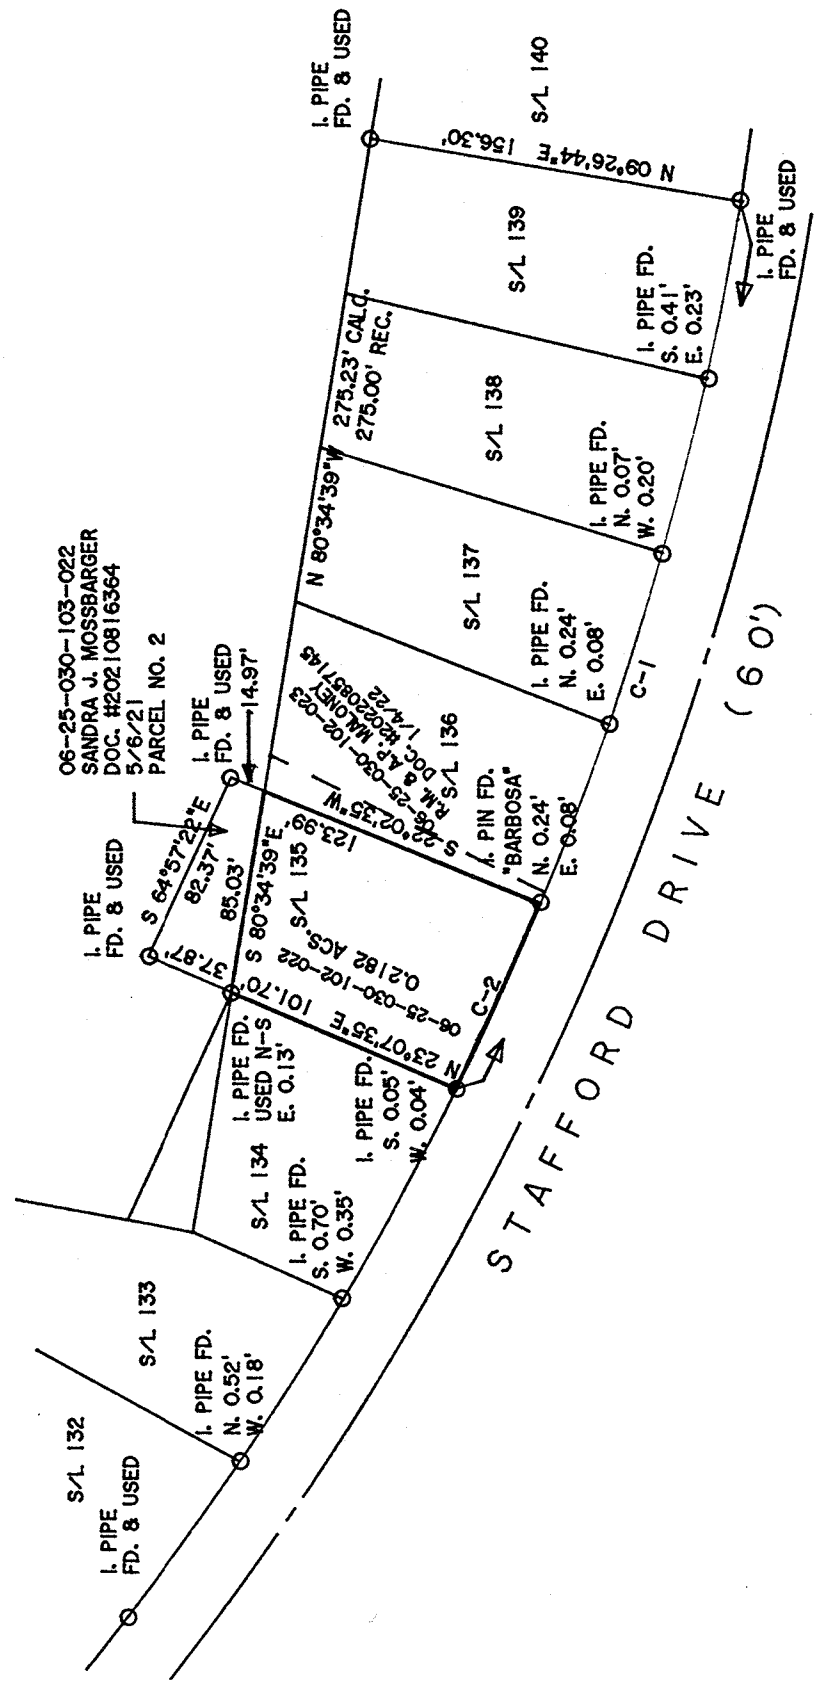 S/L 132
I. PIPE
FD. & USED
S/L 133
I. PIPE FD.
N. 0.52'
W. 0.18'
S/L 134
I. PIPE FD.
S. 0.70'
W. 0.35'
I. PIPE FD.
USED N-S
E. 0.13'
I. PIPE FD.
S. 0.05'
W. 0.04'
I. PIPE
FD. & USED
06-25-030-103-022
SANDRA J. MOSSBARGER
DOC. #20210816364
5/6/21
PARCEL NO. 2
S 64°57'22"E
82.37'
85.03'
37.87'
I. PIPE
FD. & USED
14.97'
S 80°34'39"E
S/L 135
0.2182 ACS.
06-25-030-102-022
101.70'
N 23°07'35"E
C-2
123.99'
S 22°02'35"W
06-25-030-102-023
R.M. & A.P. MALONEY
DOC. #202200857145
1/4/22
S/L 136
I. PIN FD.
"BARBOSA"
N. 0.24'
E. 0.08'
I. PIPE FD.
N. 0.24'
E. 0.08'
S/L 137
C-1
N 80°34'39"W
275.23' CALC.
275.00' REC.
I. PIPE FD.
N. 0.07'
W. 0.20'
S/L 138
I. PIPE FD.
S. 0.41'
E. 0.23'
S/L 139
I. PIPE
FD. & USED
N 09°26'44"E
156.30'
S/L 140
I. PIPE
FD. & USED
STAFFORD DRIVE (60')